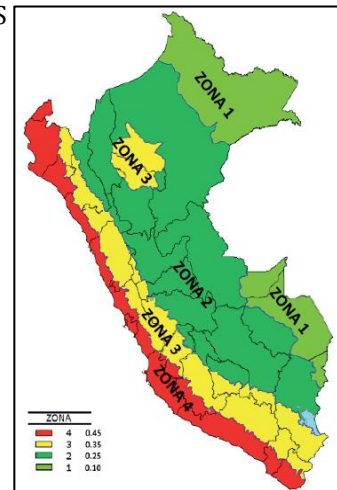 S
ZONA 1
ZONA 3
ZONA 2
ZONA 1
ZONA 3
ZONA 4
ZONA
4 0.45
3 0.35
2 0.25
1 0.10